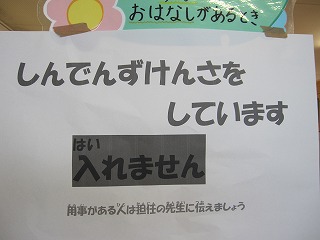 おはなしがあるとき
しんでんずけんさを
しています
はい
入れません
用事がある人は担任の先生に伝えましょう